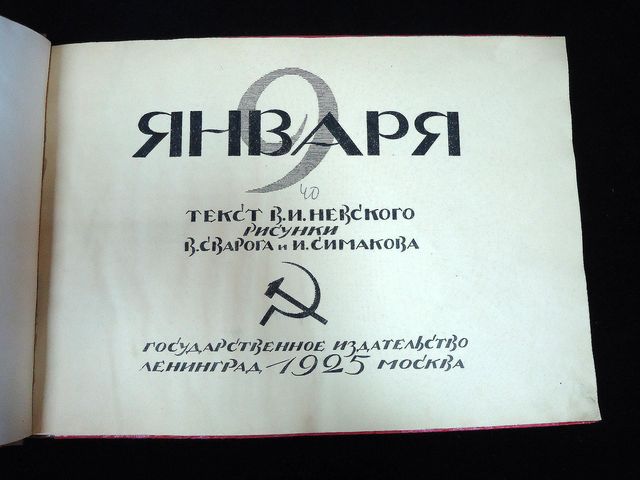 9
ЯНВАРЯ
40
ТЕКСТ В.И.НЕВСКОГО
РИСУНКИ
В.СВАРОГА и И.СИМАКОВА
ГОСУДАРСТВЕННОЕ ИЗДАТЕЛЬСТВО
ЛЕНИНГРАД 1925 МОСКВА